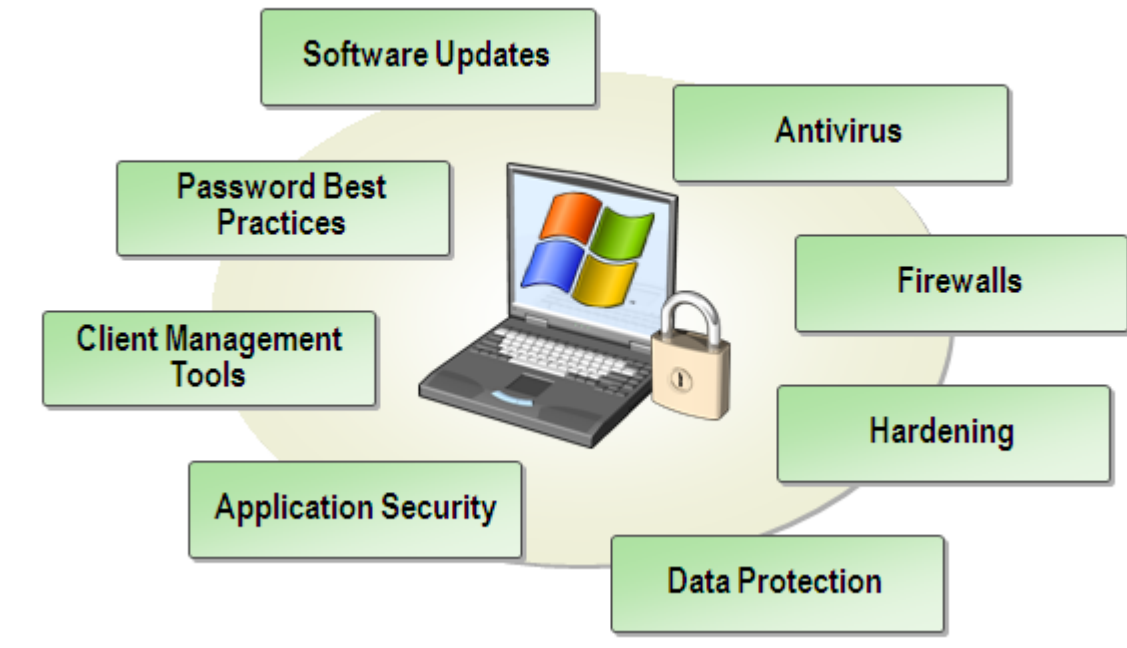 Software Updates
Antivirus
Password Best
Practices
Firewalls
Client Management
Tools
Hardening
Application Security
Data Protection